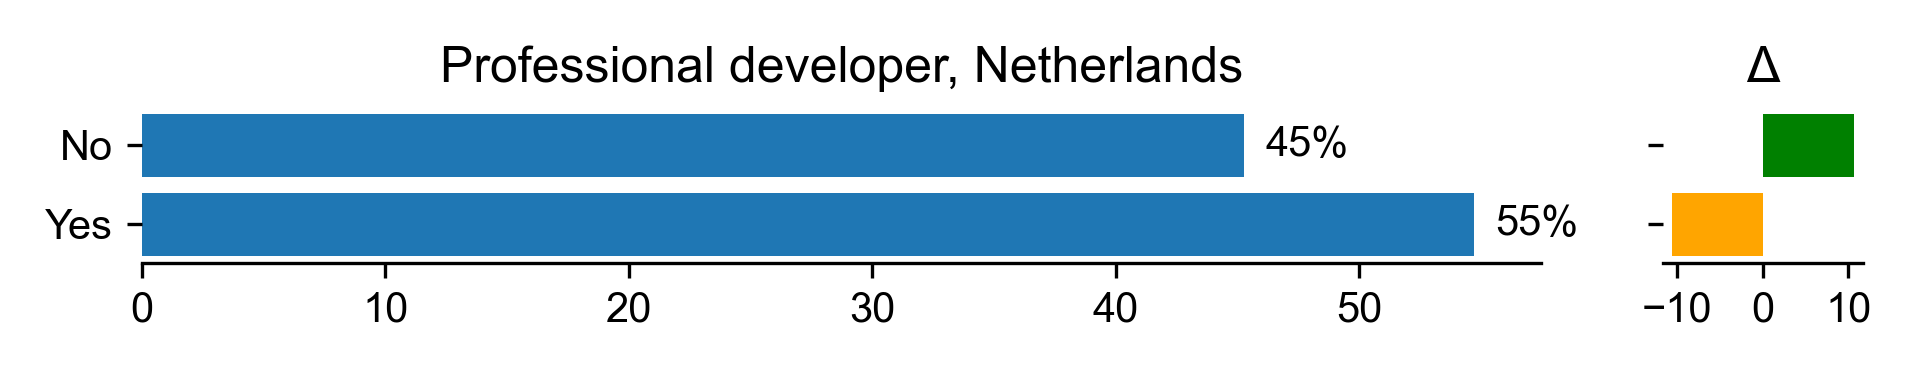 Professional developer, Netherlands
Δ
No
45%
Yes
55%
0 10 20 30 40 50
−10 0 10